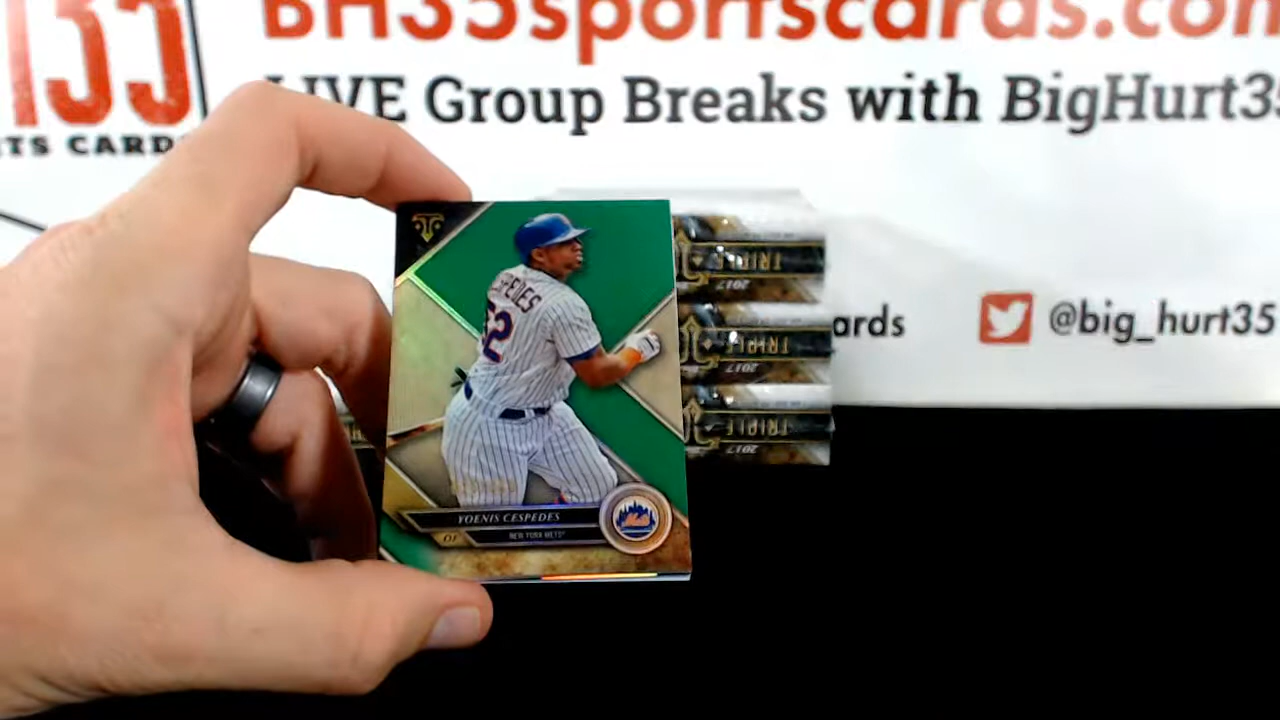 BH35sportscards.com
LIVE Group Breaks with BigHurt35
135
TS CARDS
ards
@big_hurt35
CESPEDES
52
YOENIS CESPEDES
OF
NEW YORK METS
TRIPLE
2017
TRIPLE
2017
TRIPLE
2017